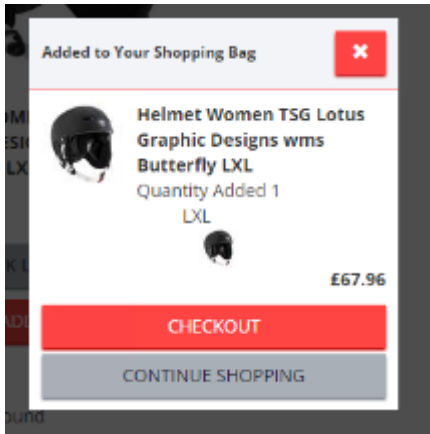 Added to Your Shopping Bag
Helmet Women TSG Lotus
Graphic Designs wms
Butterfly LXL
Quantity Added 1
LXL
£67.96
CHECKOUT
CONTINUE SHOPPING